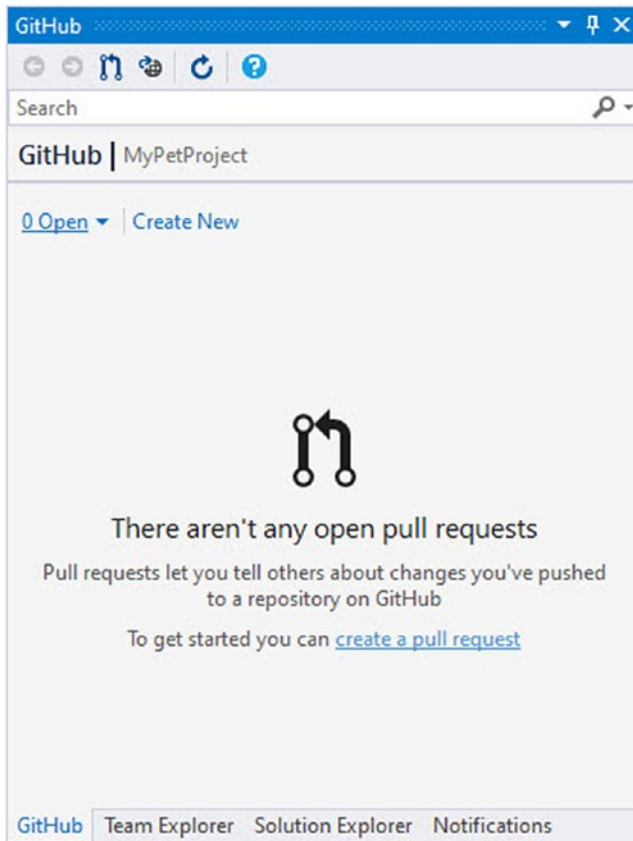 GitHub
Search
GitHub | MyPetProject
0 Open Create New
There aren't any open pull requests
Pull requests let you tell others about changes you've pushed
to a repository on GitHub
To get started you can create a pull request
GitHub Team Explorer Solution Explorer Notifications